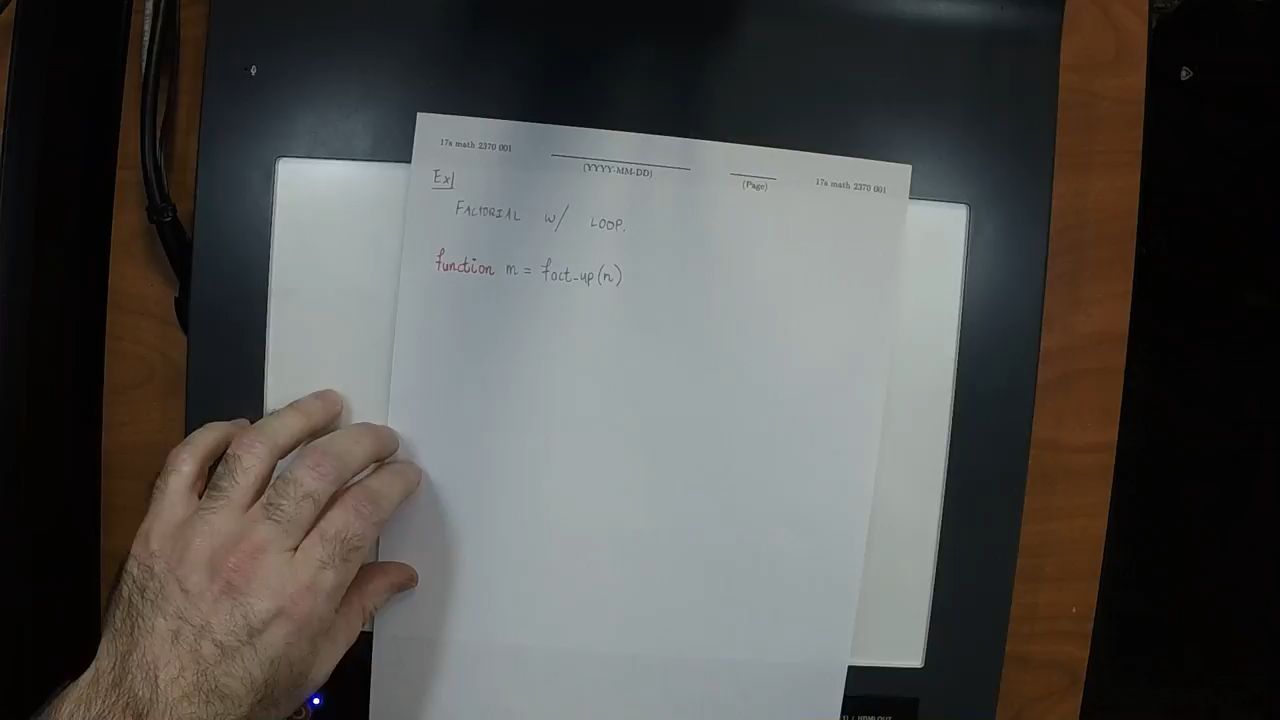 17s math 2370 001 (YYYY-MM-DD) (Page) 17s math 2370 001
Ex|
FACTORIAL W/ LOOP.
function m = fact_up(n)